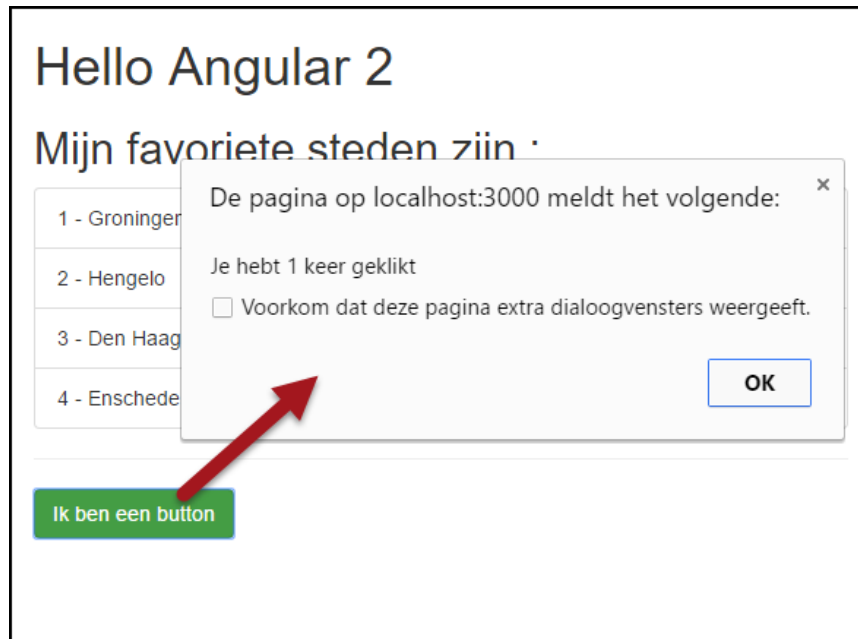 Hello Angular 2
Mijn favoriete steden zijn :
1 - Groningen
2 - Hengelo
3 - Den Haag
4 - Enschede
De pagina op localhost:3000 meldt het volgende:
×
Je hebt 1 keer geklikt
Voorkom dat deze pagina extra dialoogvensters weergeeft.
OK
Ik ben een button